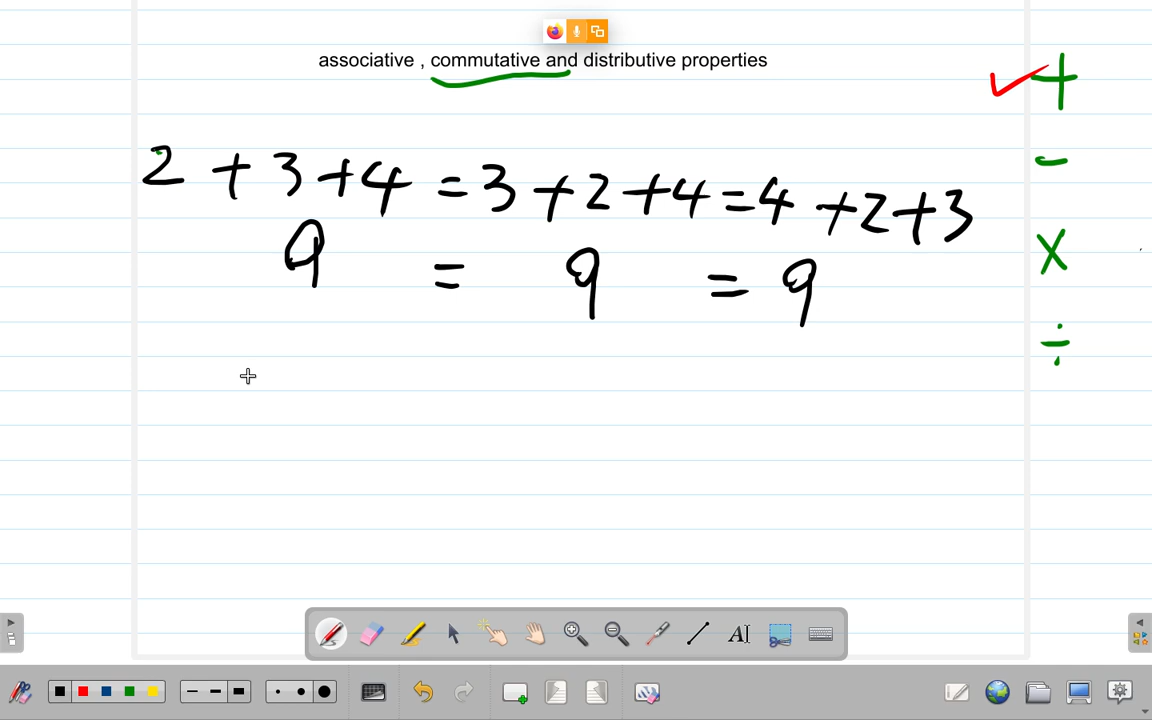 associative , commutative and distributive properties
2 + 3 + 4 = 3 + 2 + 4 = 4 + 2 + 3
9 = 9 = 9
+
-
×
÷